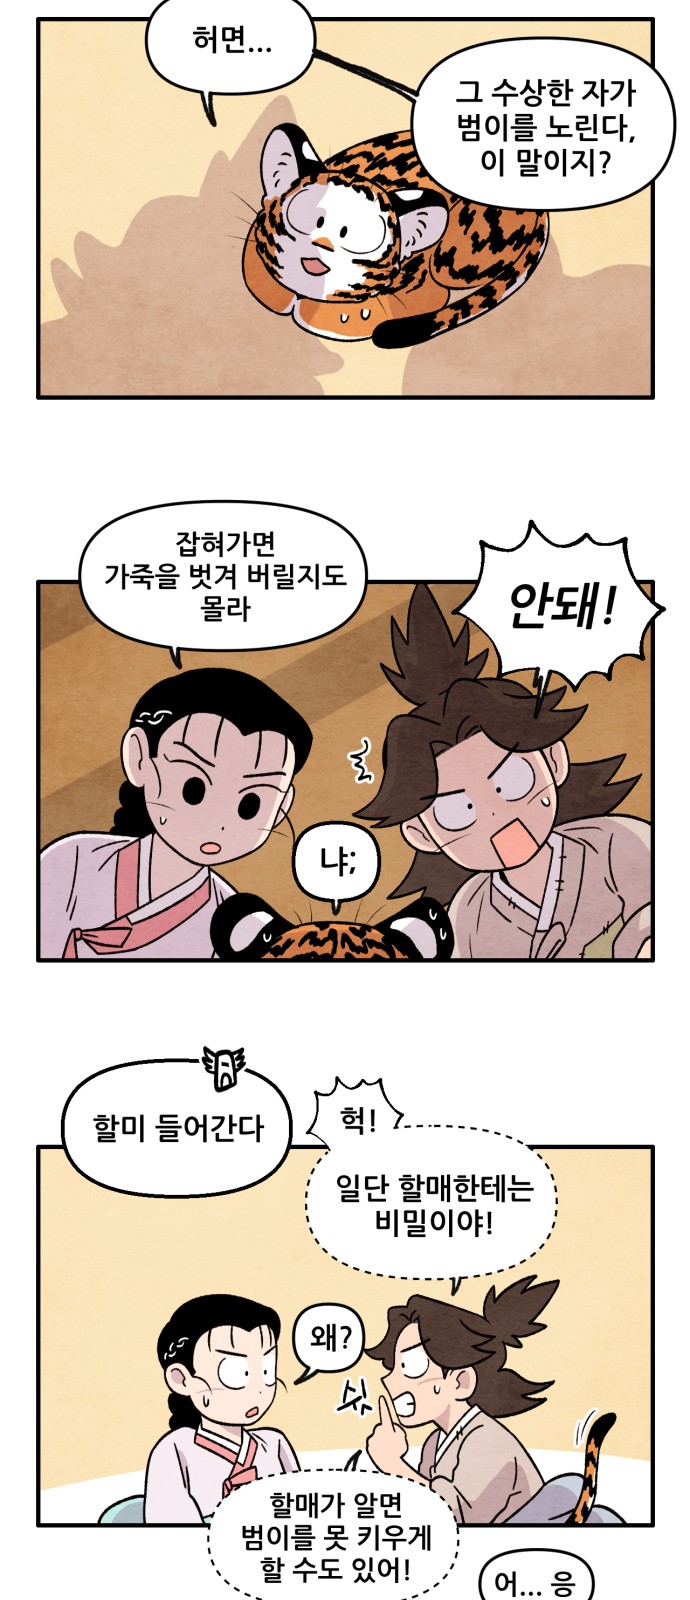 허면...
그 수상한 자가
범이를 노린다,
이 말이지?
잡혀가면
가죽을 벗겨 버릴지도
몰라
안돼!
냐;
할미 들어간다
헉!
일단 할매한테는
비밀이야!
왜?
쉿
할매가 알면
범이를 못 키우게
할 수도 있어!
어... 응